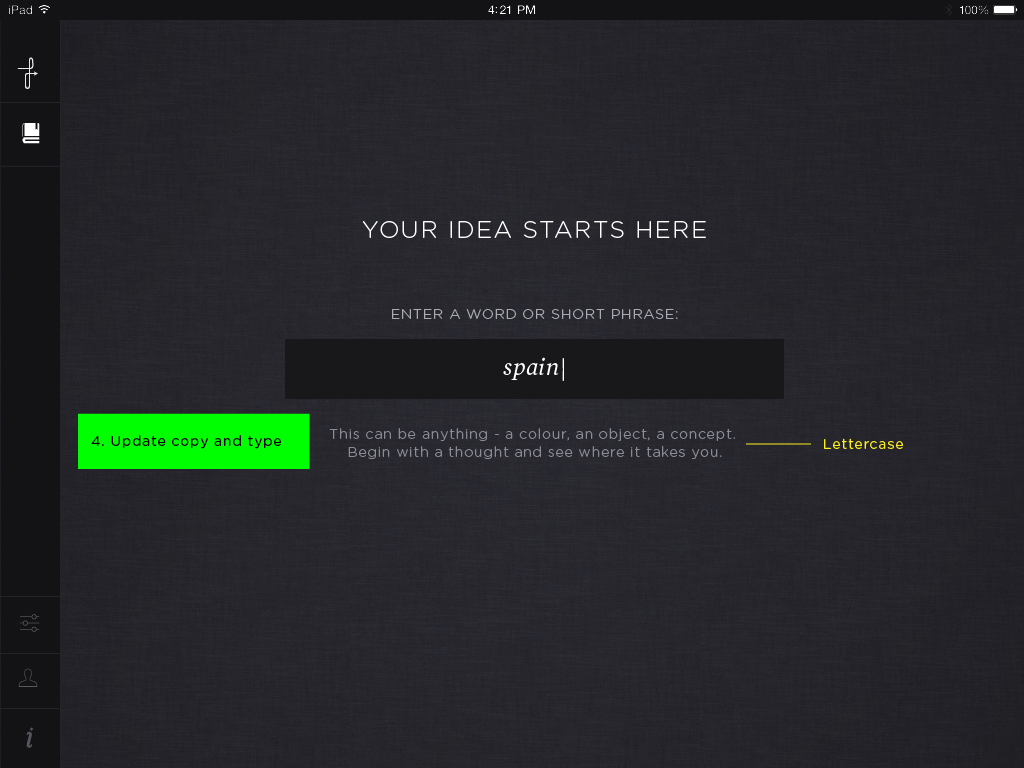 iPad
4:21 PM
100%
YOUR IDEA STARTS HERE
ENTER A WORD OR SHORT PHRASE:
spain
4. Update copy and type
This can be anything - a colour, an object, a concept.
Begin with a thought and see where it takes you.
Lettercase
i